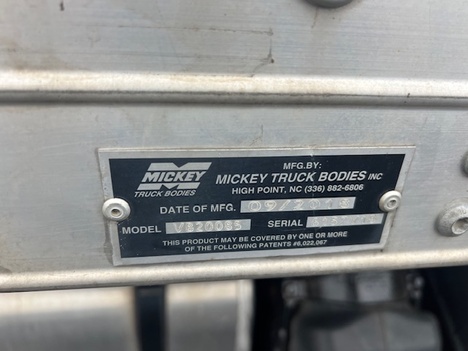 MICKEY
TRUCK BODIES
MFG.BY:
MICKEY TRUCK BODIES INC
HIGH POINT, NC (336) 882-6806
DATE OF MFG.
MODEL SERIAL
THIS PRODUCT MAY BE COVERED BY ONE OR MORE
OF THE FOLLOWING PATENTS #6,022,067